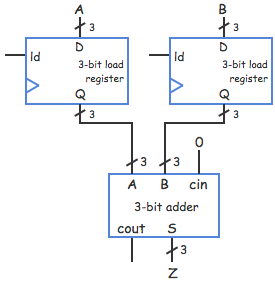 A B
3 3
ld D ld D
3-bit load register 3-bit load register
Q Q
3 3
0
3 3
A B cin
3-bit adder
cout S
3
Z